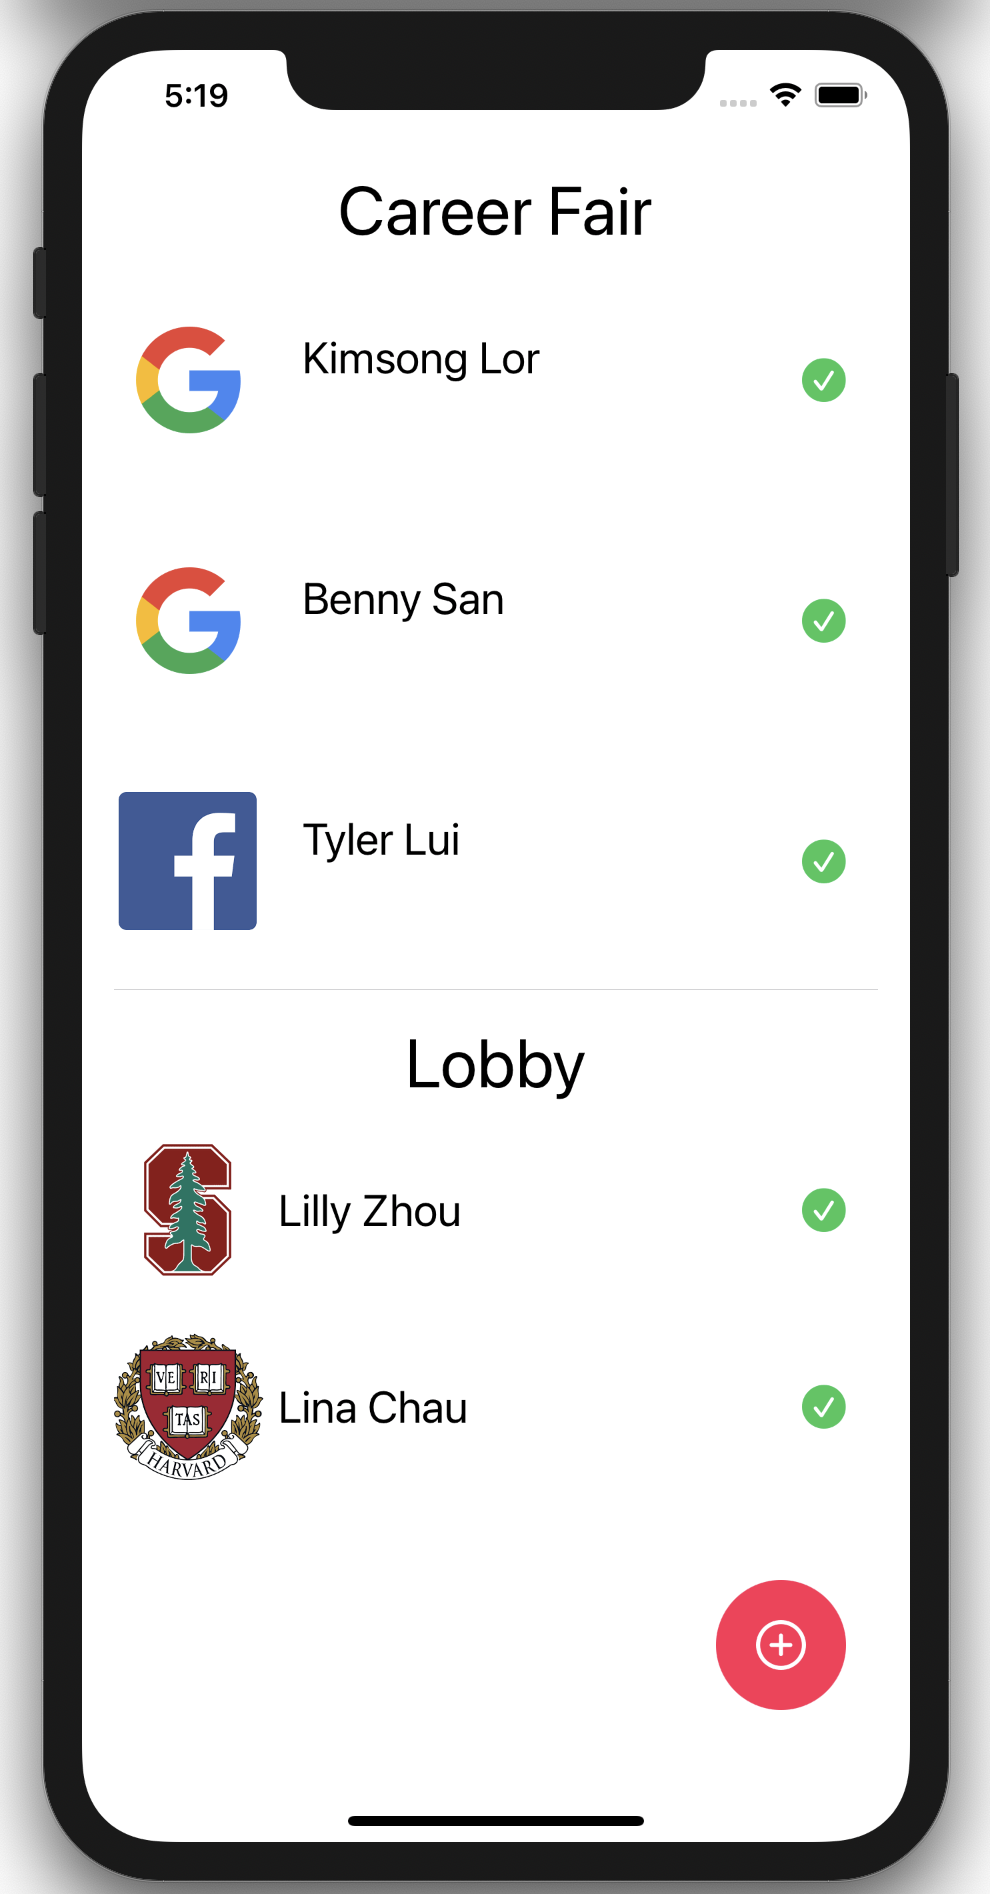 5:19
Career Fair
Kimsong Lor
Benny San
Tyler Lui
Lobby
Lilly Zhou
VE RI
TAS
HARVARD
Lina Chau